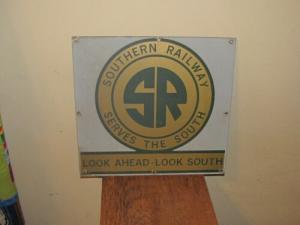 SOUTHERN RAILWAY
SR
SERVES THE SOUTH
LOOK AHEAD-LOOK SOUTH